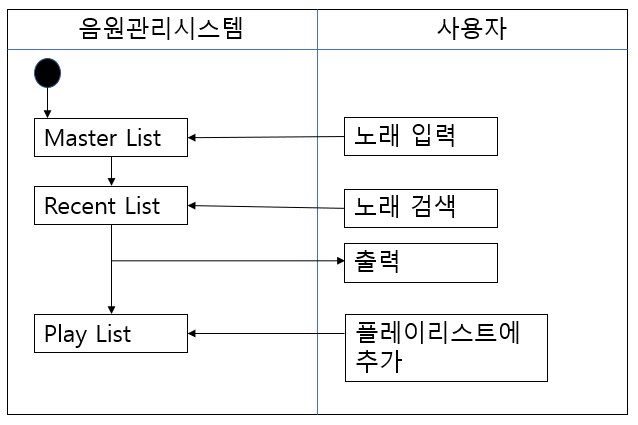 음원관리시스템
사용자
Master List
노래 입력
Recent List
노래 검색
출력
Play List
플레이리스트에
추가